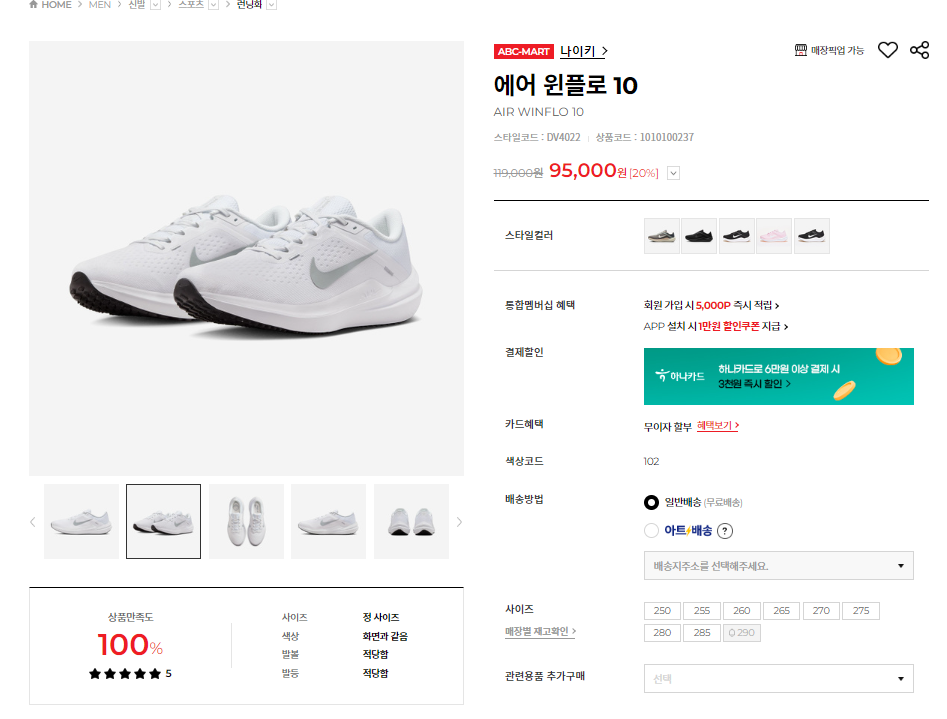 HOME > MEN > 신발 > 스포츠 > 런닝화
ABC-MART 나이키 >
매장픽업 가능
에어 윈플로 10
AIR WINFLO 10
스타일코드 : DV4022 | 상품코드 : 1010100237
119,000원 95,000원 [20%]
스타일컬러
통합멤버십 혜택
회원 가입 시 5,000P 즉시 적립 >
APP 설치 시 1만원 할인쿠폰 지급 >
결제할인
하나카드
하나카드로 6만원 이상 결제 시
3천원 즉시 할인 >
카드혜택
무이자 할부 혜택보기 >
색상코드
102
배송방법
일반배송 (무료배송)
아트배송 ?
배송지주소를 선택해주세요.
사이즈
매장별 재고확인 >
250 255 260 265 270 275
280 285 290
관련용품 추가구매
선택
상품만족도
100%
★★★★★ 5
사이즈 정 사이즈
색상 화면과 같음
발볼 적당함
발등 적당함